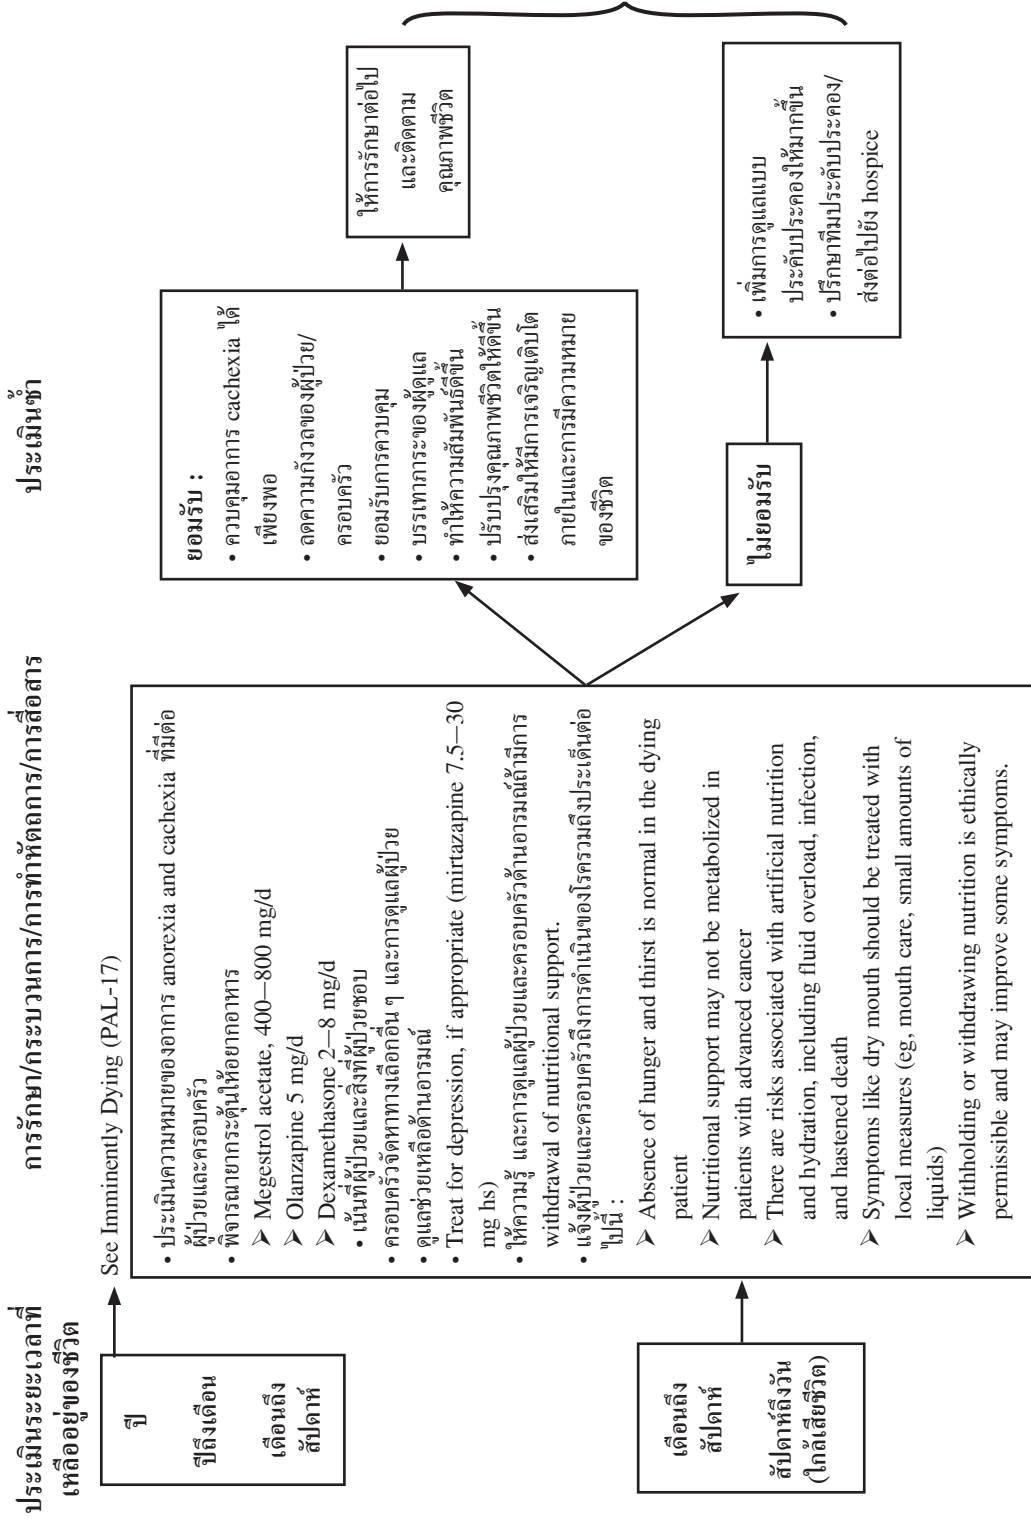 ประเมินระยะเวลาที่
เหลืออยู่ของชีวิต
การรักษา/กระบวนการ/การทำหัตถการ/การสื่อสาร
ประเมินซ้ำ
ปี
ปีถึงเดือน
เดือนถึง
สัปดาห์
See Imminently Dying (PAL-17)
เดือนถึง
สัปดาห์
สัปดาห์ถึงวัน
(ใกล้เสียชีวิต)
• ประเมินความหมายของอาการ anorexia and cachexia ที่มีต่อ
ผู้ป่วยและครอบครัว
• พิจารณายากระตุ้นให้อยากอาหาร
➢ Megestrol acetate, 400–800 mg/d
➢ Olanzapine 5 mg/d
➢ Dexamethasone 2–8 mg/d
• เน้นที่ผู้ป่วยและสิ่งที่ผู้ป่วยชอบ
• ครอบครัวจัดหาทางเลือกอื่น ๆ และการดูแลผู้ป่วย
• ดูแลช่วยเหลือด้านอารมณ์
• Treat for depression, if appropriate (mirtazapine 7.5–30
mg hs)
• ให้ความรู้ และการดูแลผู้ป่วยและครอบครัวด้านอารมณ์ถ้ามีการ
withdrawal of nutritional support.
• แจ้งผู้ป่วยและครอบครัวถึงการดำเนินของโรครวมถึงประเด็นต่อ
ไปนี้ :
➢ Absence of hunger and thirst is normal in the dying
patient
➢ Nutritional support may not be metabolized in
patients with advanced cancer
➢ There are risks associated with artificial nutrition
and hydration, including fluid overload, infection,
and hastened death
➢ Symptoms like dry mouth should be treated with
local measures (eg, mouth care, small amounts of
liquids)
➢ Withholding or withdrawing nutrition is ethically
permissible and may improve some symptoms.
ยอมรับ :
• ควบคุมอาการ cachexia ได้
เพียงพอ
• ลดความกังวลของผู้ป่วย/
ครอบครัว
• ยอมรับการควบคุม
• บรรเทาภาระของผู้ดูแล
• ทำให้ความสัมพันธ์ดีขึ้น
• ปรับปรุงคุณภาพชีวิตให้ดีขึ้น
• ส่งเสริมให้มีการเจริญเติบโต
ภายในและการมีความหมาย
ของชีวิต
ไม่ยอมรับ
ให้การรักษาต่อไป
และติดตาม
คุณภาพชีวิต
• เพิ่มการดูแลแบบ
ประคับประคองให้มากขึ้น
• ปรึกษาทีมประคับประคอง/
ส่งต่อไปยัง hospice